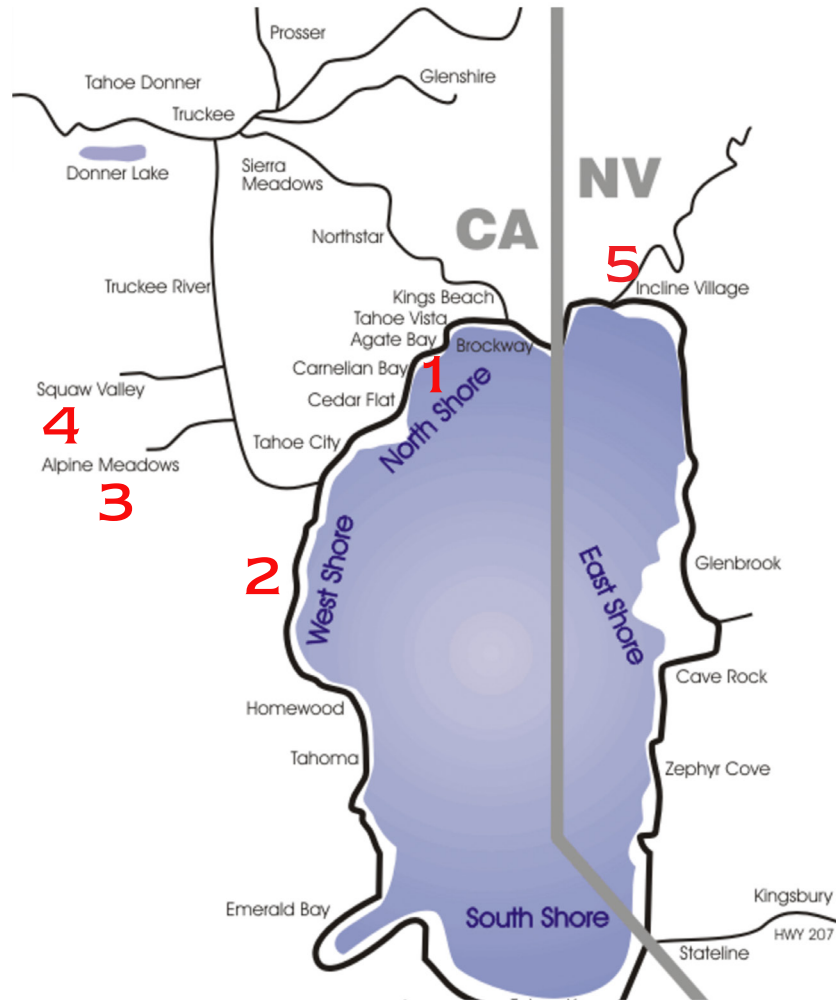 Prosser
Tahoe Donner
Glenshire
Truckee
Donner Lake
Sierra
Meadows
NV
CA
Northstar
5
Truckee River
Incline Village
Kings Beach
Tahoe Vista
Agate Bay
Brockway
Carnelian Bay
1
Squaw Valley
Cedar Flat
North Shore
4
Tahoe City
Alpine Meadows
3
2
West Shore
East Shore
Glenbrook
Cave Rock
Homewood
Tahoma
Zephyr Cove
Emerald Bay
South Shore
Kingsbury
HWY 207
Stateline